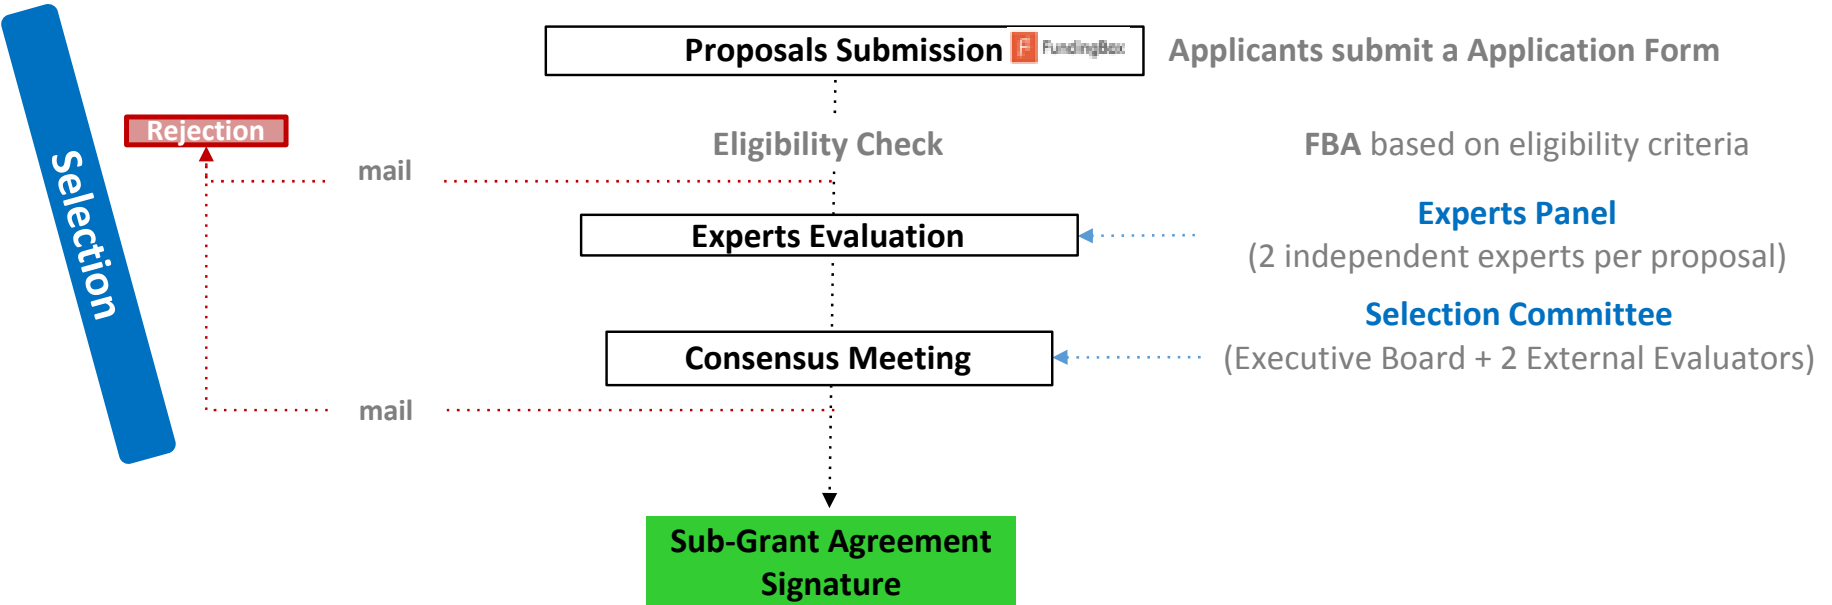 Selection
Proposals Submission FundingBox
Applicants submit a Application Form
Rejection
Eligibility Check
FBA based on eligibility criteria
mail
Experts Evaluation
Experts Panel
(2 independent experts per proposal)
Selection Committee
Consensus Meeting
(Executive Board + 2 External Evaluators)
mail
Sub-Grant Agreement
Signature